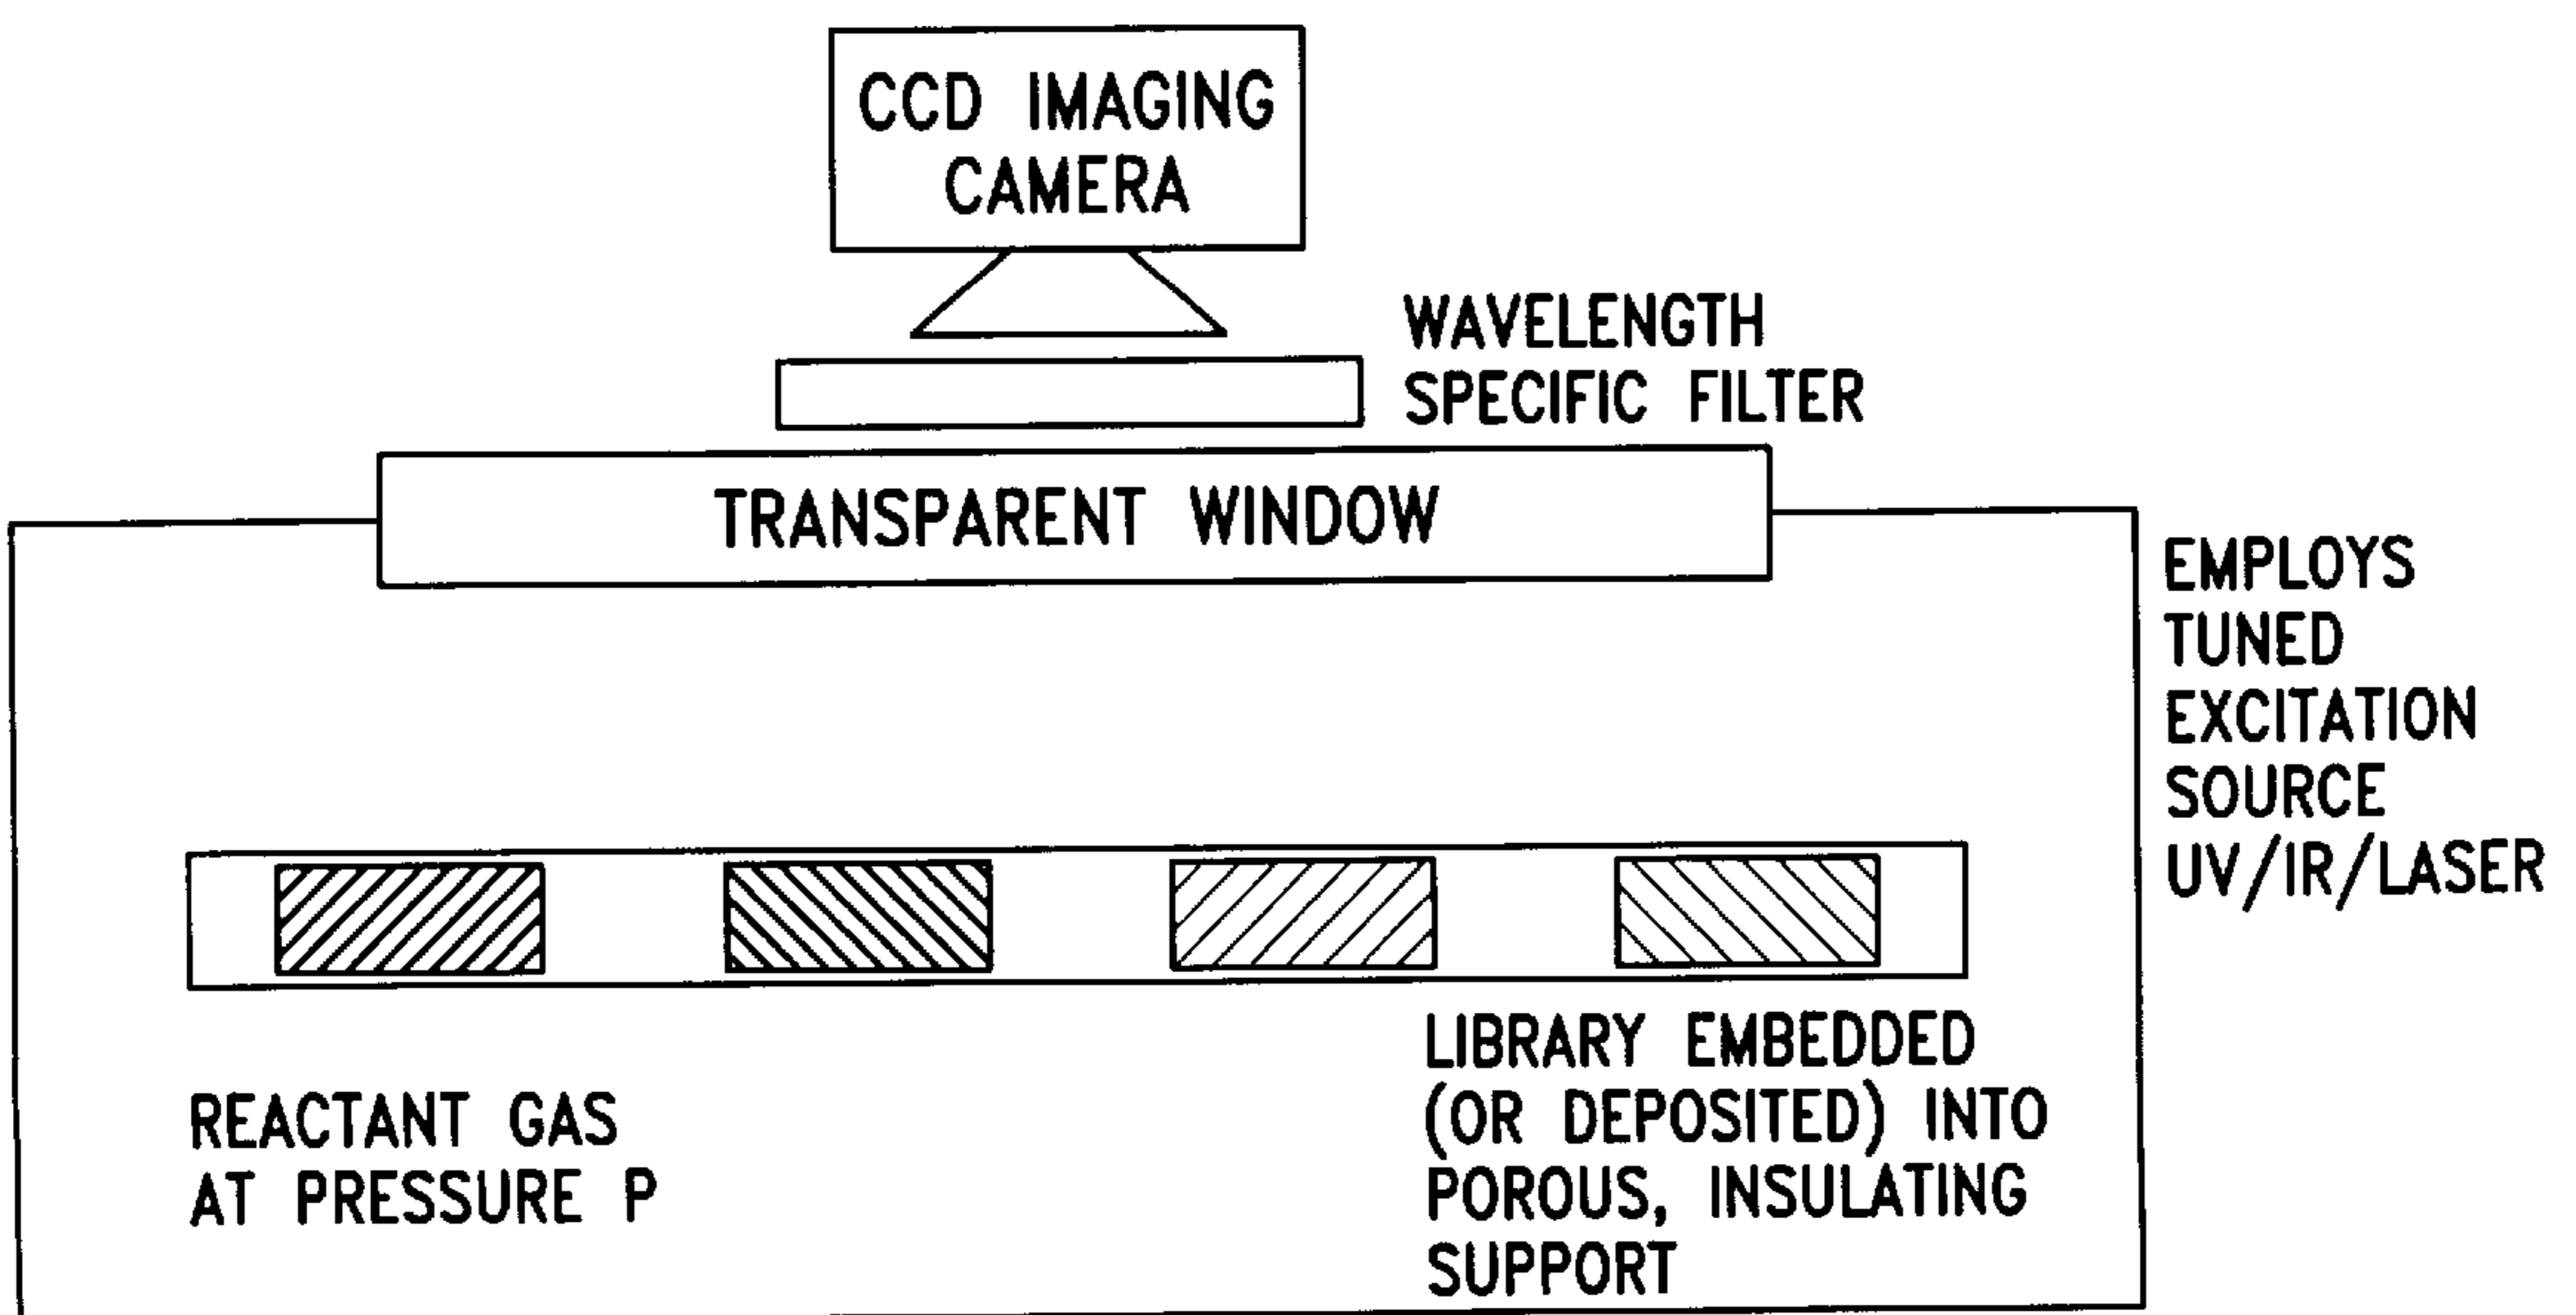 CCD IMAGING
CAMERA
WAVELENGTH
SPECIFIC FILTER
TRANSPARENT WINDOW
EMPLOYS
TUNED
EXCITATION
SOURCE
UV/IR/LASER
REACTANT GAS
AT PRESSURE P
LIBRARY EMBEDDED
(OR DEPOSITED) INTO
POROUS, INSULATING
SUPPORT